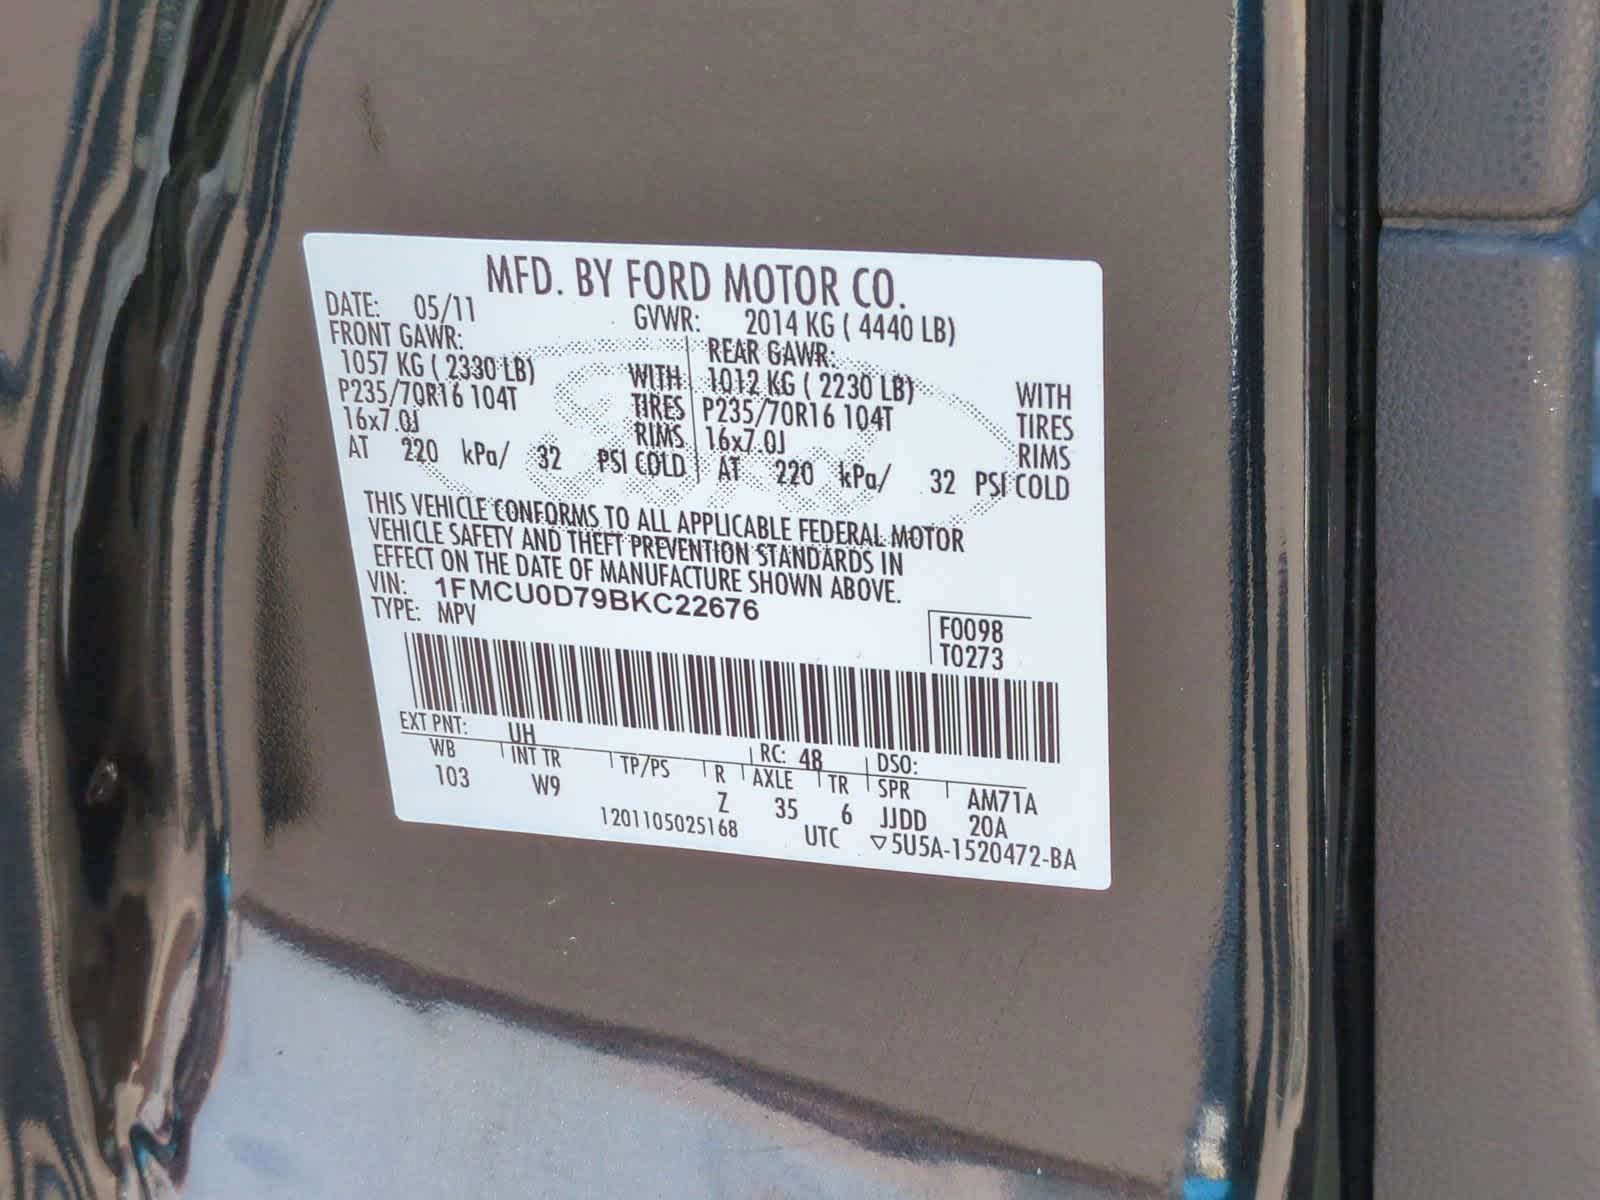 MFD. BY FORD MOTOR CO.
DATE: 05/11 GVWR: 2014 KG ( 4440 LB)
FRONT GAWR: REAR GAWR:
1057 KG ( 2330 LB) WITH 1012 KG ( 2230 LB) WITH
P235/70R16 104T TIRES P235/70R16 104T TIRES
16x7.0J RIMS 16x7.0J RIMS
AT 220 kPa/ 32 PSI COLD AT 220 kPa/ 32 PSI COLD
THIS VEHICLE CONFORMS TO ALL APPLICABLE FEDERAL MOTOR
VEHICLE SAFETY AND THEFT PREVENTION STANDARDS IN
EFFECT ON THE DATE OF MANUFACTURE SHOWN ABOVE.
VIN: 1FMCU0D79BKC22676
TYPE: MPV
F0098
T0273
EXT PNT: UH RC: 48 DSO:
WB INT TR TP/PS R AXLE TR SPR AM71A
103 W9 Z 35 6 JJDD 20A
1201105025168 UTC ▽5U5A-1520472-BA